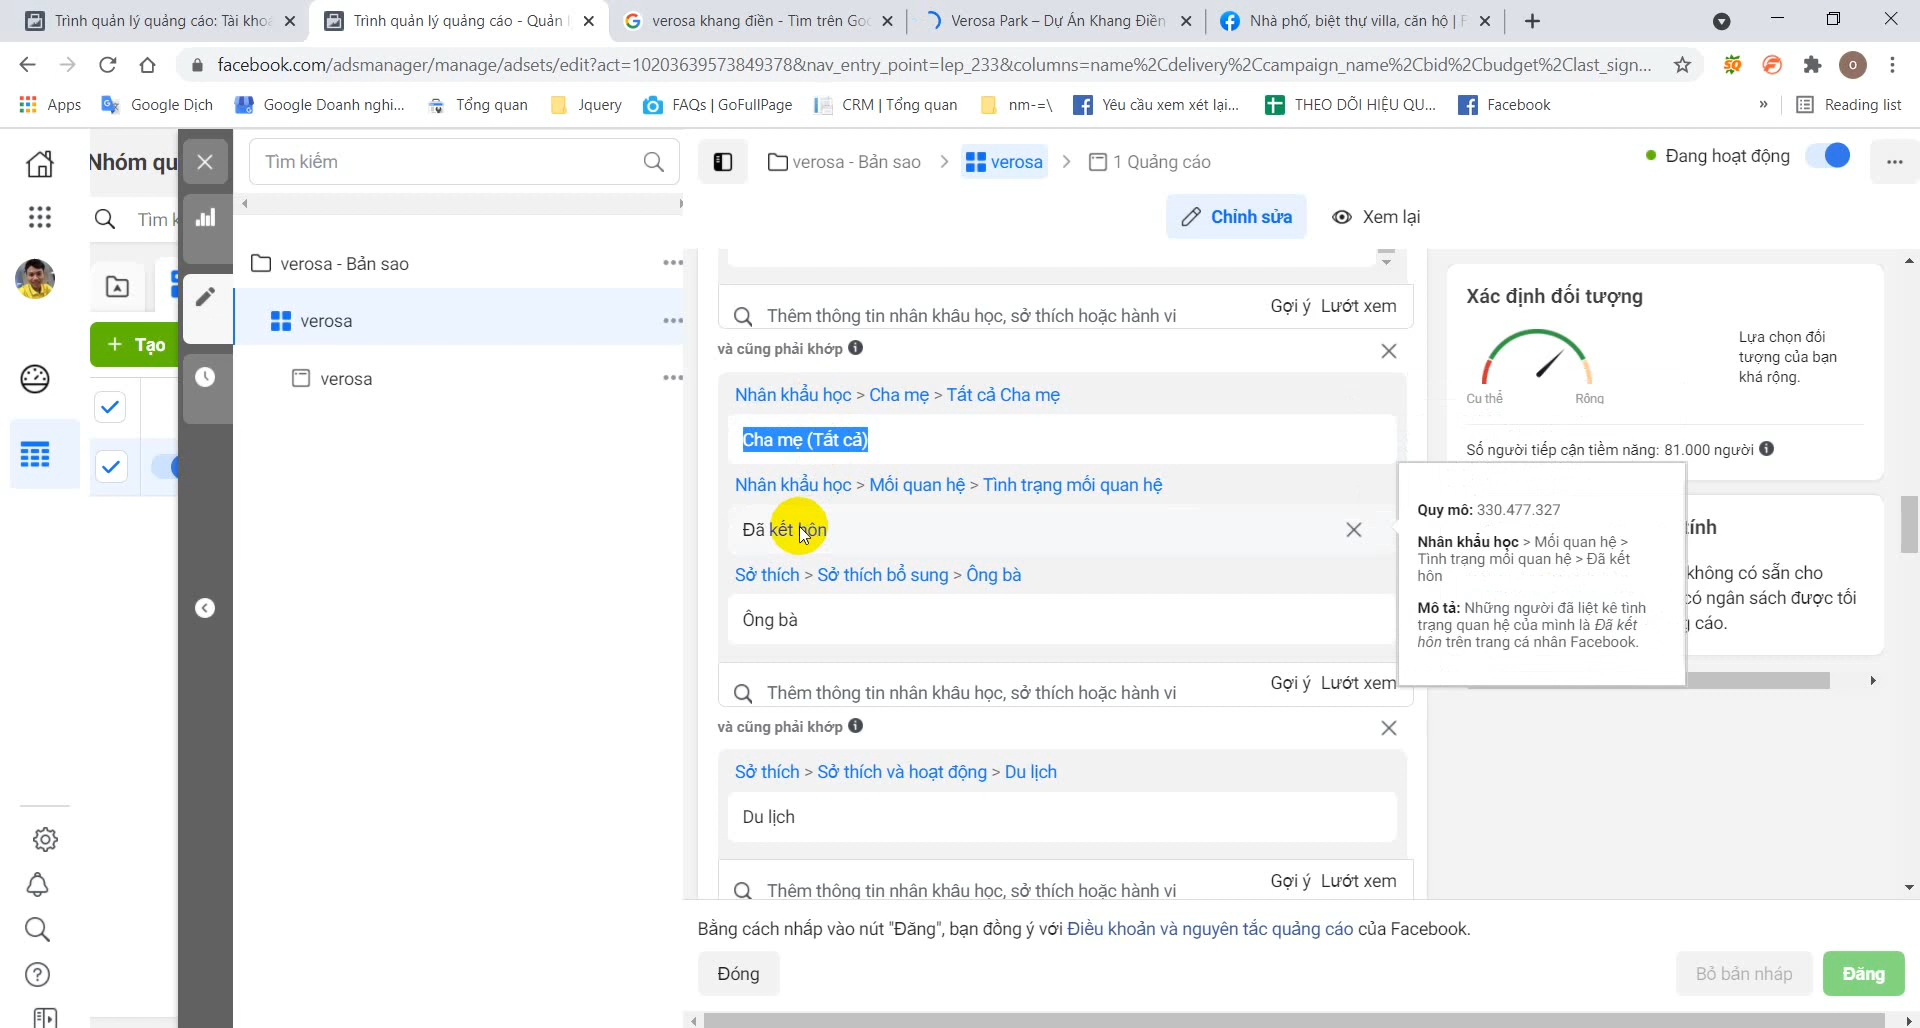 Trình quản lý quảng cáo: Tài kho
Trình quản lý quảng cáo - Quản
verosa khang điền - Tìm trên Goo
Verosa Park – Dự Án Khang Điền
Nhà phố, biệt thự villa, căn hộ | F
facebook.com/adsmanager/manage/adsets/edit?act=10203639573849378&nav_entry_point=lep_233&columns=name%2Cdelivery%2Ccampaign_name%2Cbid%2Cbudget%2Clast_sign...
O
Apps
Google Dịch
Google Doanh nghi...
Tổng quan
Jquery
FAQs | GoFullPage
CRM | Tổng quan
nm-=\
Yêu cầu xem xét lại...
THEO DÕI HIỆU QU...
Facebook
»
Reading list
Nhóm qu
Tìm kiếm
verosa - Bản sao
verosa
1 Quảng cáo
Đang hoạt động
Tìm k
Chỉnh sửa
Xem lại
verosa - Bản sao
verosa
verosa
+ Tạo
Thêm thông tin nhân khẩu học, sở thích hoặc hành vi
Gợi ý
Lướt xem
và cũng phải khớp
Nhân khẩu học > Cha mẹ > Tất cả Cha mẹ
Cha mẹ (Tất cả)
Nhân khẩu học > Mối quan hệ > Tình trạng mối quan hệ
Đã kết hôn
Sở thích > Sở thích bổ sung > Ông bà
Ông bà
Thêm thông tin nhân khẩu học, sở thích hoặc hành vi
Gợi ý
Lướt xem
và cũng phải khớp
Sở thích > Sở thích và hoạt động > Du lịch
Du lịch
Thêm thông tin nhân khẩu học, sở thích hoặc hành vi
Gợi ý
Lướt xem
Xác định đối tượng
Lựa chọn đối
tượng của bạn
khá rộng.
Cụ thể
Rộng
Số người tiếp cận tiềm năng: 81.000 người
Quy mô: 330.477.327
Nhân khẩu học > Mối quan hệ >
Tình trạng mối quan hệ > Đã kết
hôn
Mô tả: Những người đã liệt kê tình
trạng quan hệ của mình là Đã kết
hôn trên trang cá nhân Facebook.
tính
không có sẵn cho
có ngân sách được tối
cáo.
Bằng cách nhấp vào nút "Đăng", bạn đồng ý với Điều khoản và nguyên tắc quảng cáo của Facebook.
Đóng
Bỏ bản nháp
Đăng